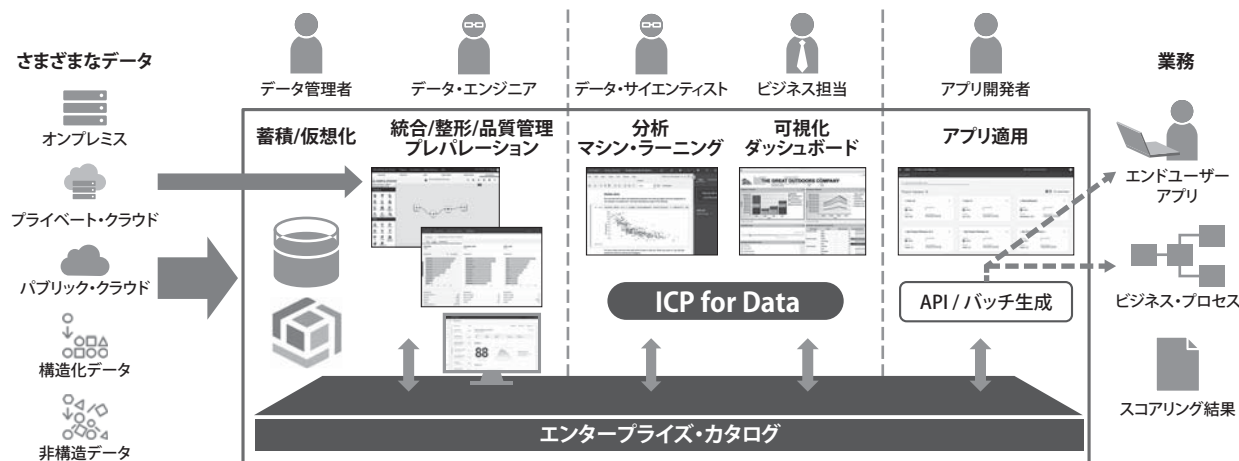 さまざまなデータ
オンプレミス
プライベート・クラウド
パブリック・クラウド
構造化データ
非構造データ
データ管理者
データ・エンジニア
データ・サイエンティスト
ビジネス担当
アプリ開発者
蓄積/仮想化
統合/整形/品質管理
プレパレーション
分析
マシン・ラーニング
可視化
ダッシュボード
アプリ適用
THE GREAT OUTDOORS COMPANY
88
ICP for Data
API / バッチ生成
エンタープライズ・カタログ
業務
エンドユーザー
アプリ
ビジネス・プロセス
スコアリング結果